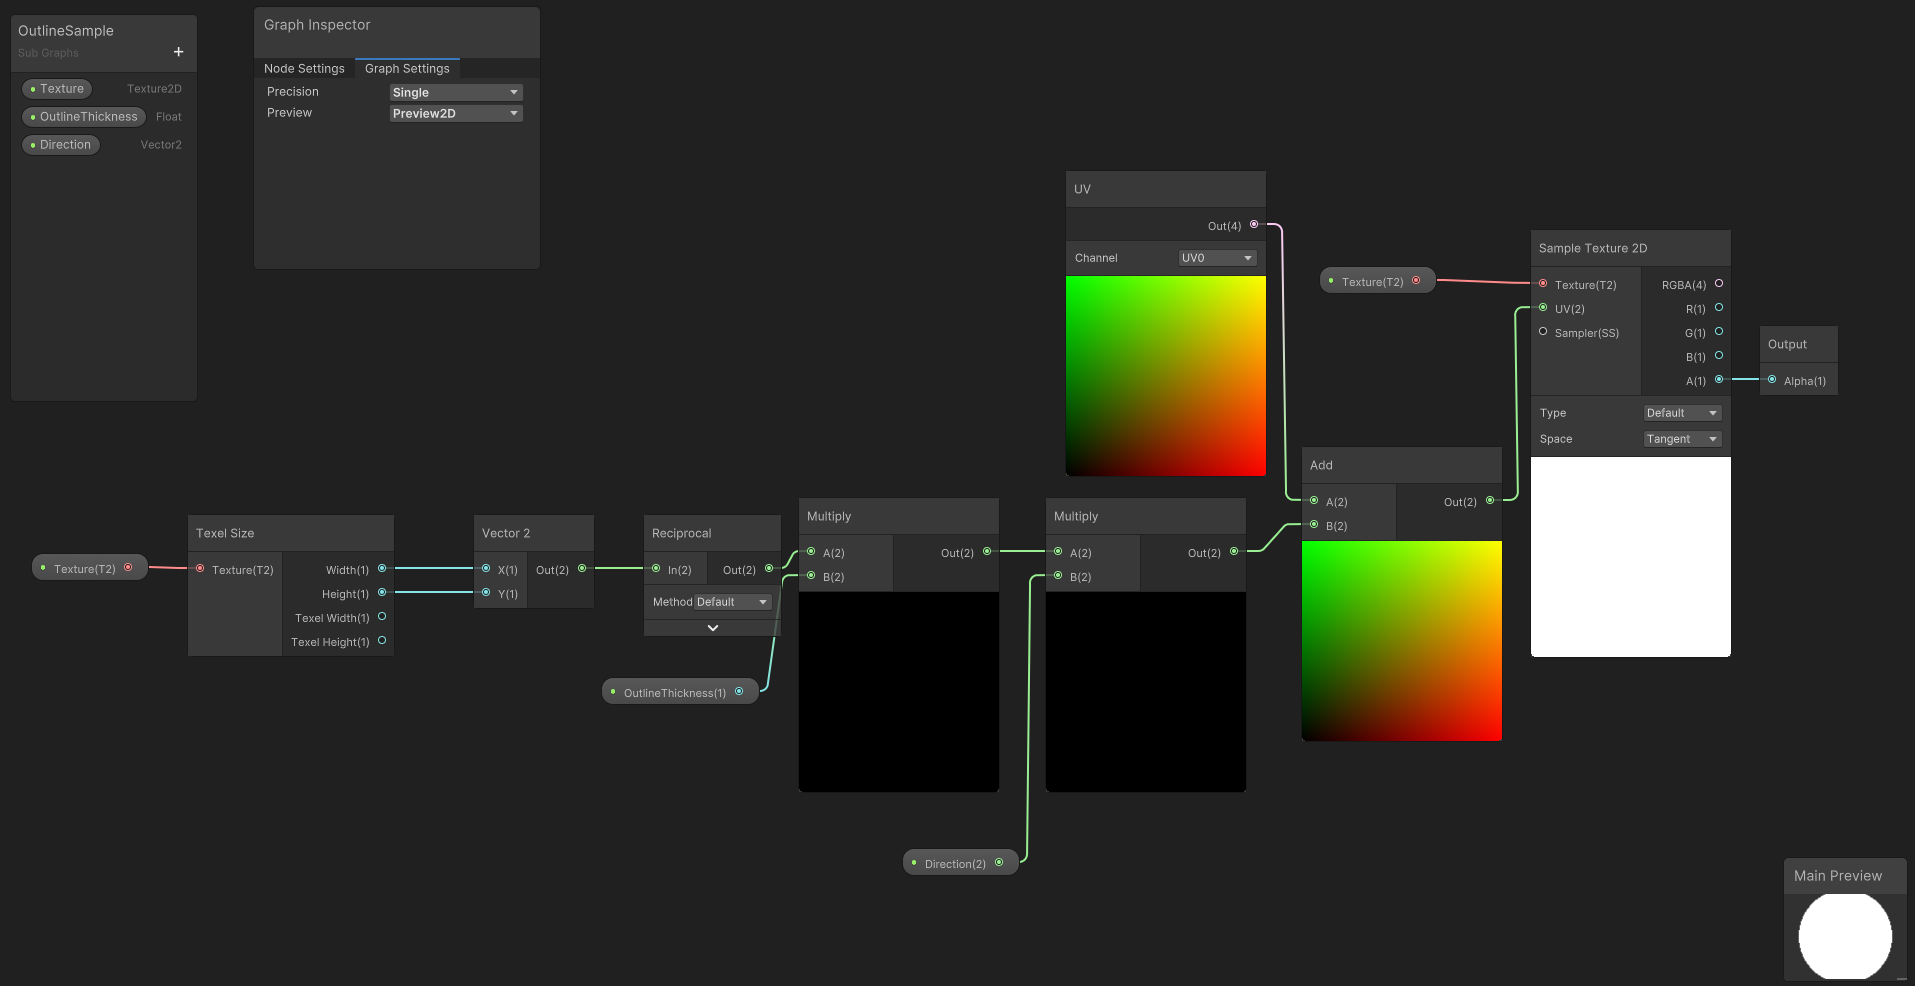 OutlineSample
Sub Graphs
+
Texture Texture2D
OutlineThickness Float
Direction Vector2
Graph Inspector
Node Settings Graph Settings
Precision Single
Preview Preview2D
UV
Out(4)
Channel UV0
Texture(T2)
Sample Texture 2D
Texture(T2) RGBA(4)
UV(2) R(1)
Sampler(SS) G(1)
B(1)
A(1)
Type Default
Space Tangent
Output
Alpha(1)
Add
A(2) Out(2)
B(2)
Texture(T2)
Texel Size
Texture(T2) Width(1)
Height(1)
Texel Width(1)
Texel Height(1)
Vector 2
X(1) Out(2)
Y(1)
Reciprocal
In(2) Out(2)
Method Default
OutlineThickness(1)
Multiply
A(2) Out(2)
B(2)
Multiply
A(2) Out(2)
B(2)
Direction(2)
Main Preview